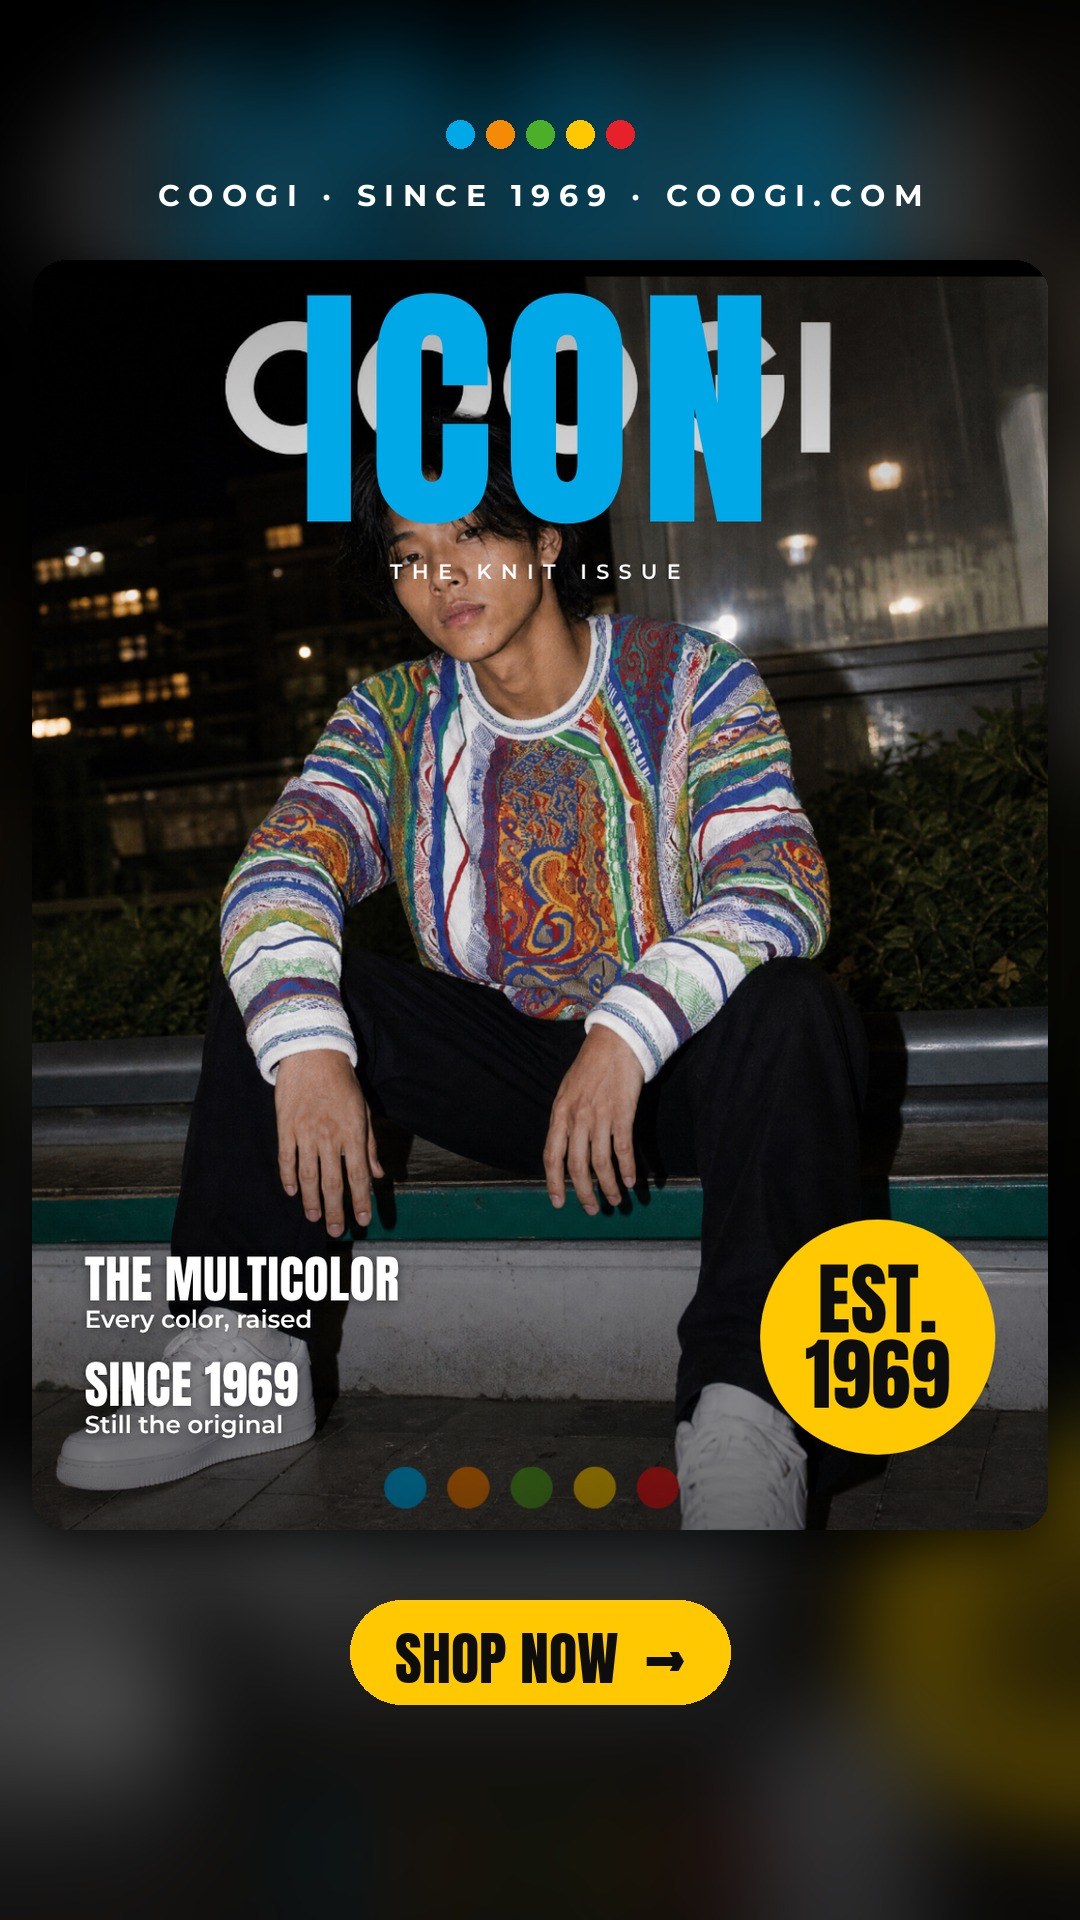 COOGI · SINCE 1969 · COOGI.COM
COOGI
ICON
THE KNIT ISSUE
THE MULTICOLOR
Every color, raised
SINCE 1969
Still the original
EST.
1969
SHOP NOW →